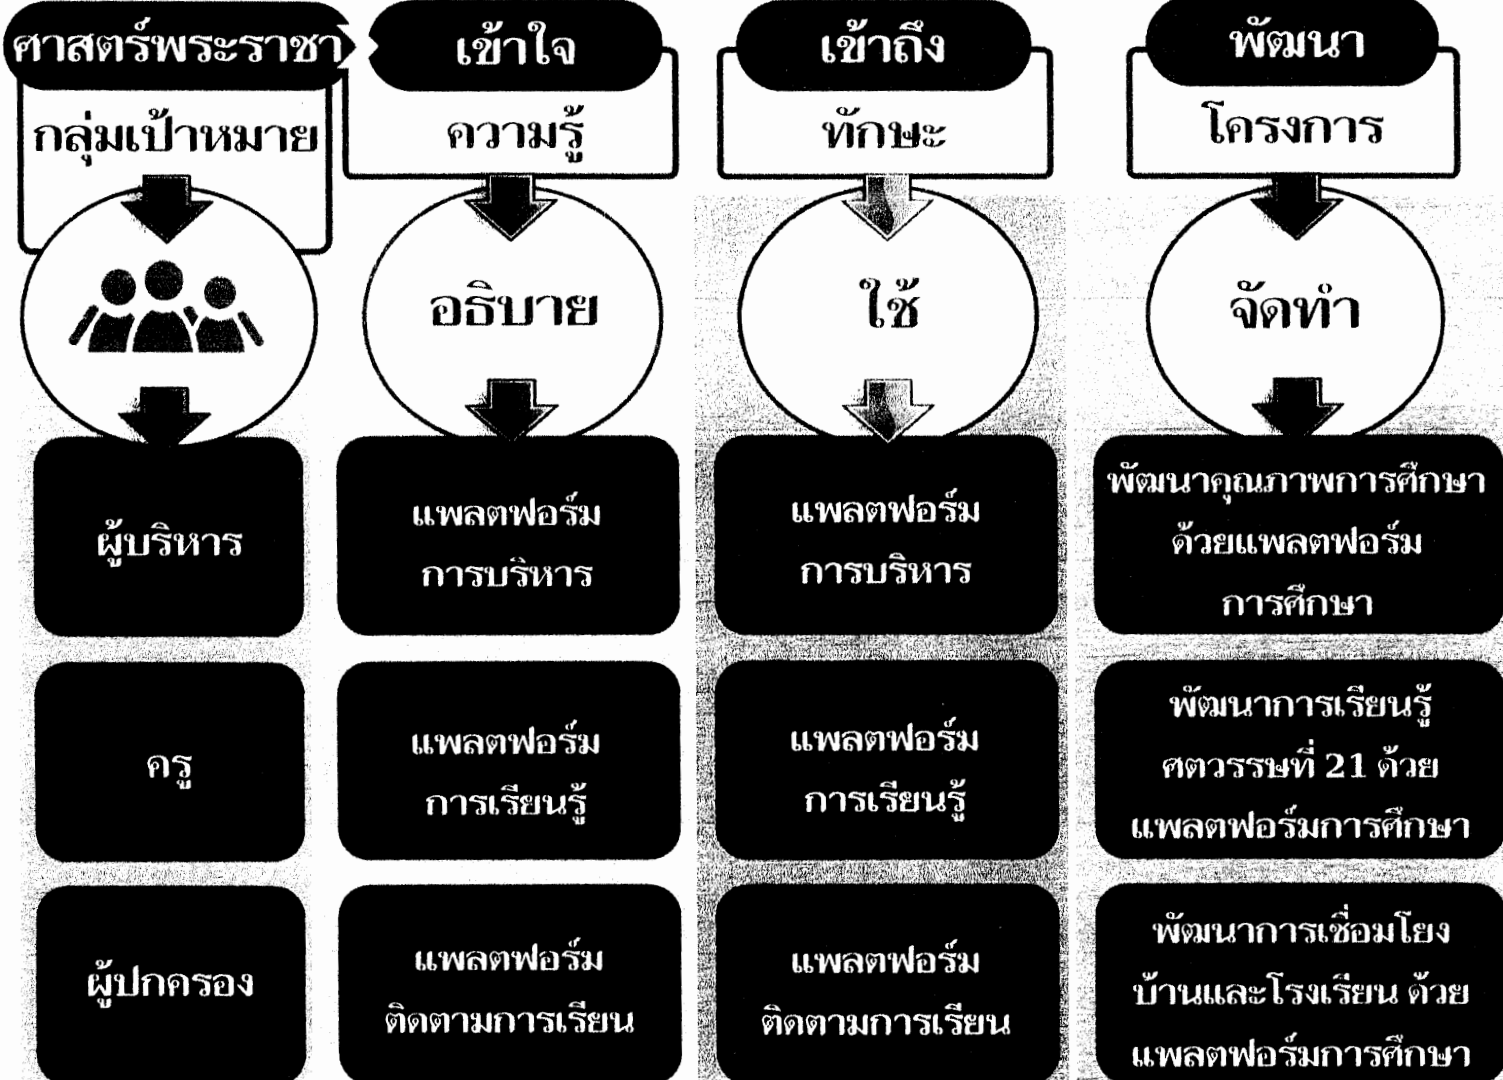 ศาสตร์พระราชา
เข้าใจ
เข้าถึง
พัฒนา
กลุ่มเป้าหมาย
ความรู้
ทักษะ
โครงการ
อธิบาย
ใช้
จัดทำ
ผู้บริหาร
แพลตฟอร์ม
การบริหาร
แพลตฟอร์ม
การบริหาร
พัฒนาคุณภาพการศึกษา
ด้วยแพลตฟอร์ม
การศึกษา
ครู
แพลตฟอร์ม
การเรียนรู้
แพลตฟอร์ม
การเรียนรู้
พัฒนาการเรียนรู้
ศตวรรษที่ 21 ด้วย
แพลตฟอร์มการศึกษา
ผู้ปกครอง
แพลตฟอร์ม
ติดตามการเรียน
แพลตฟอร์ม
ติดตามการเรียน
พัฒนาการเชื่อมโยง
บ้านและโรงเรียน ด้วย
แพลตฟอร์มการศึกษา